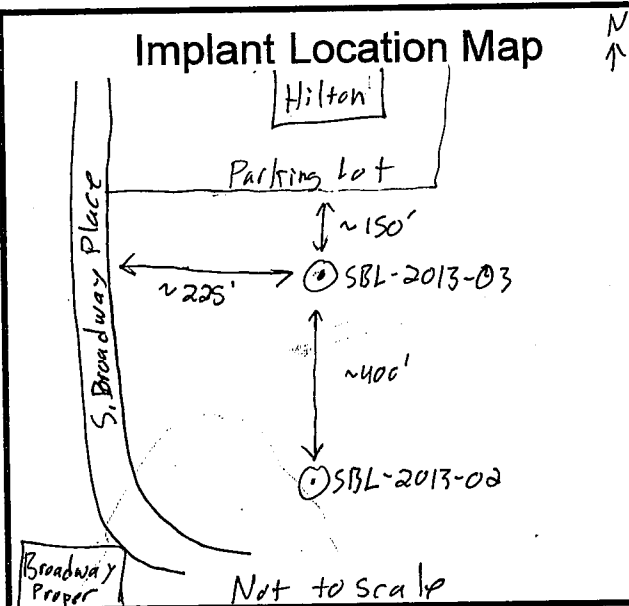 Implant Location Map
N
Hilton
Parking Lot
~150'
SBL-2013-03
~225'
S. Broadway Place
~400'
SBL-2013-02
Broadway
Proper
Not to scale